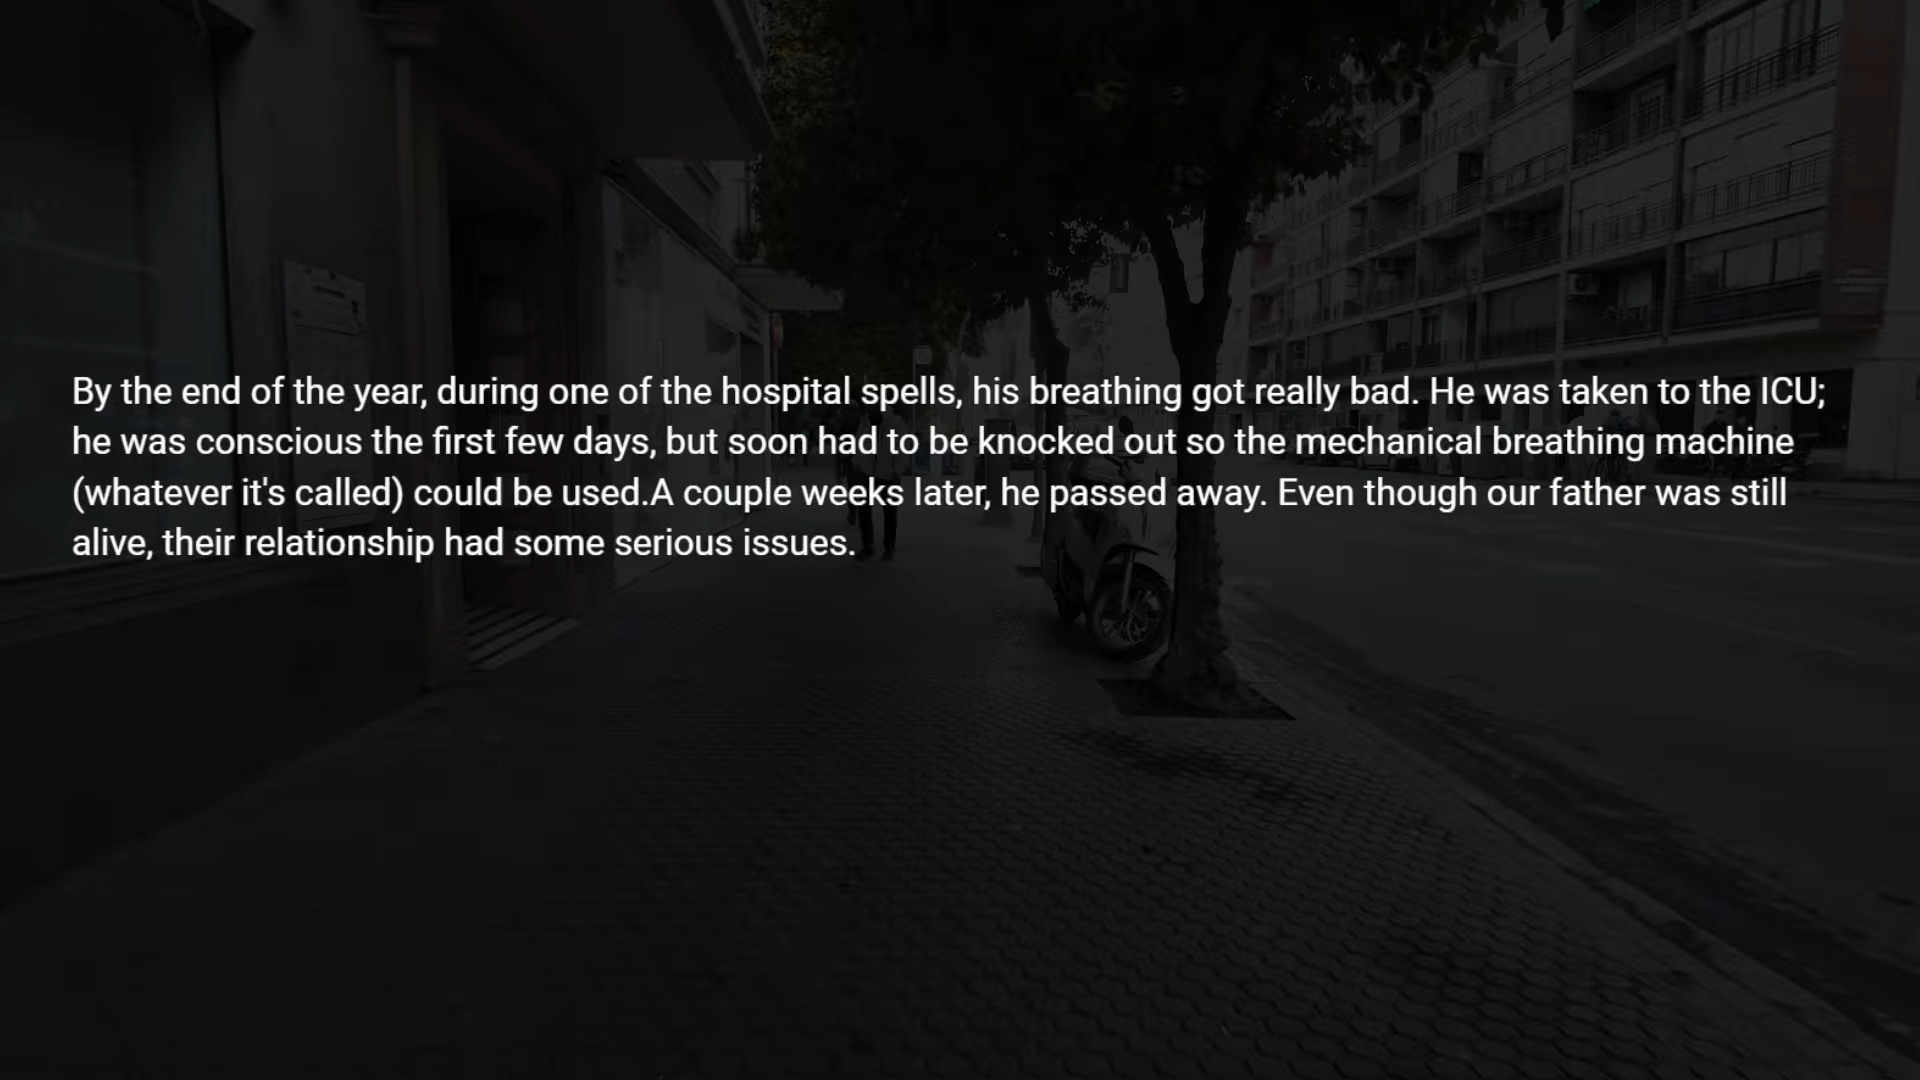 By the end of the year, during one of the hospital spells, his breathing got really bad. He was taken to the ICU;
he was conscious the first few days, but soon had to be knocked out so the mechanical breathing machine
(whatever it's called) could be used.A couple weeks later, he passed away. Even though our father was still
alive, their relationship had some serious issues.